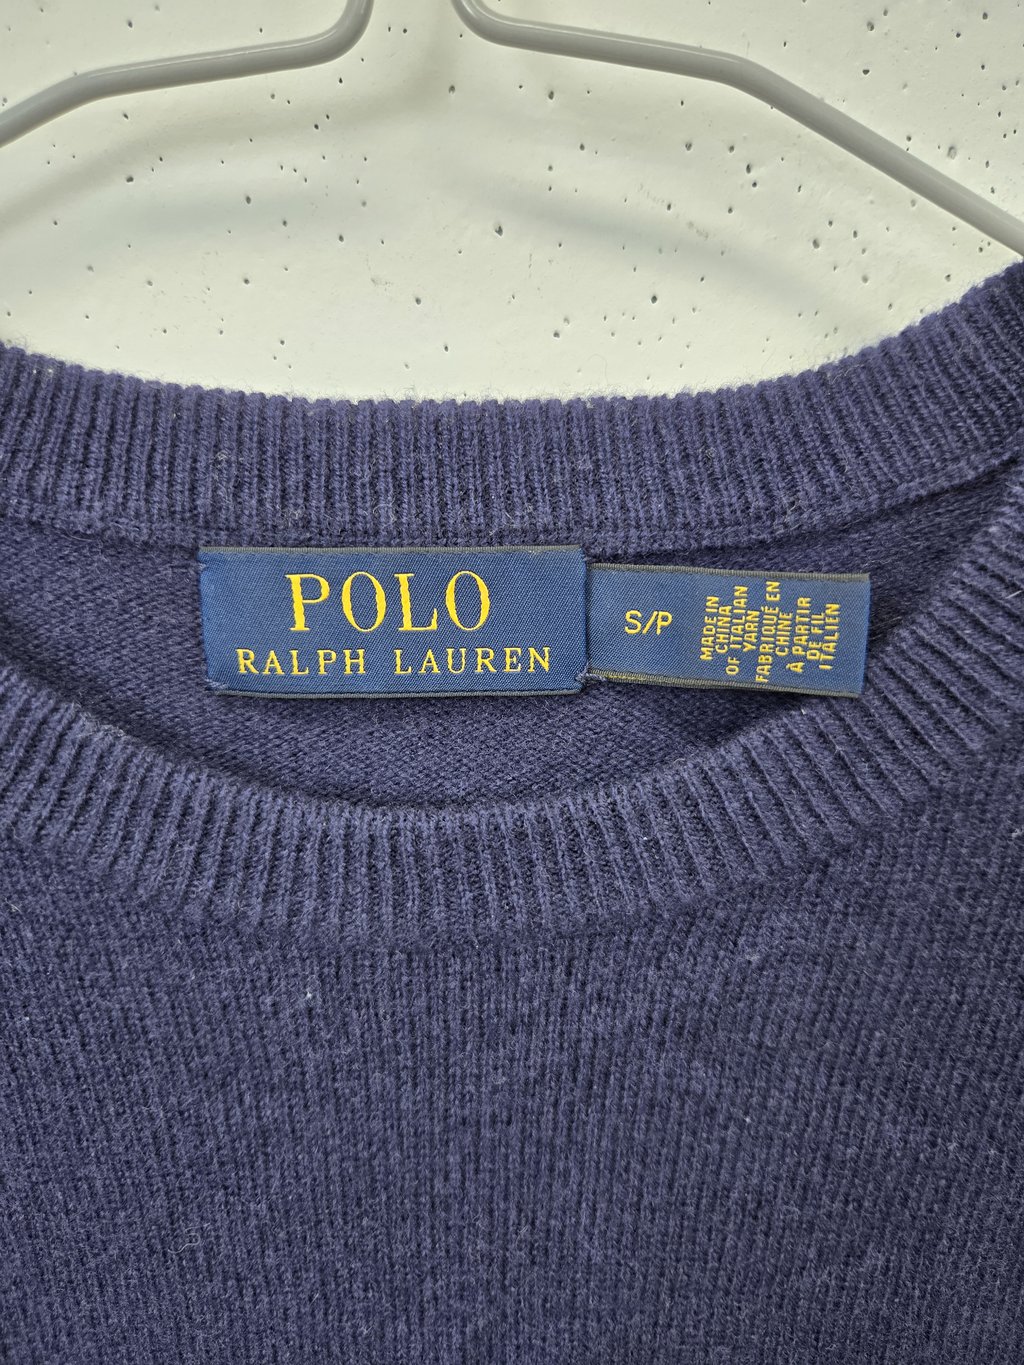 POLO
RALPH LAUREN
S/P
MADE IN
CHINA
OF ITALIAN
YARN
FABRIQUÉ EN
CHINE
À PARTIR
DE FIL
ITALIEN